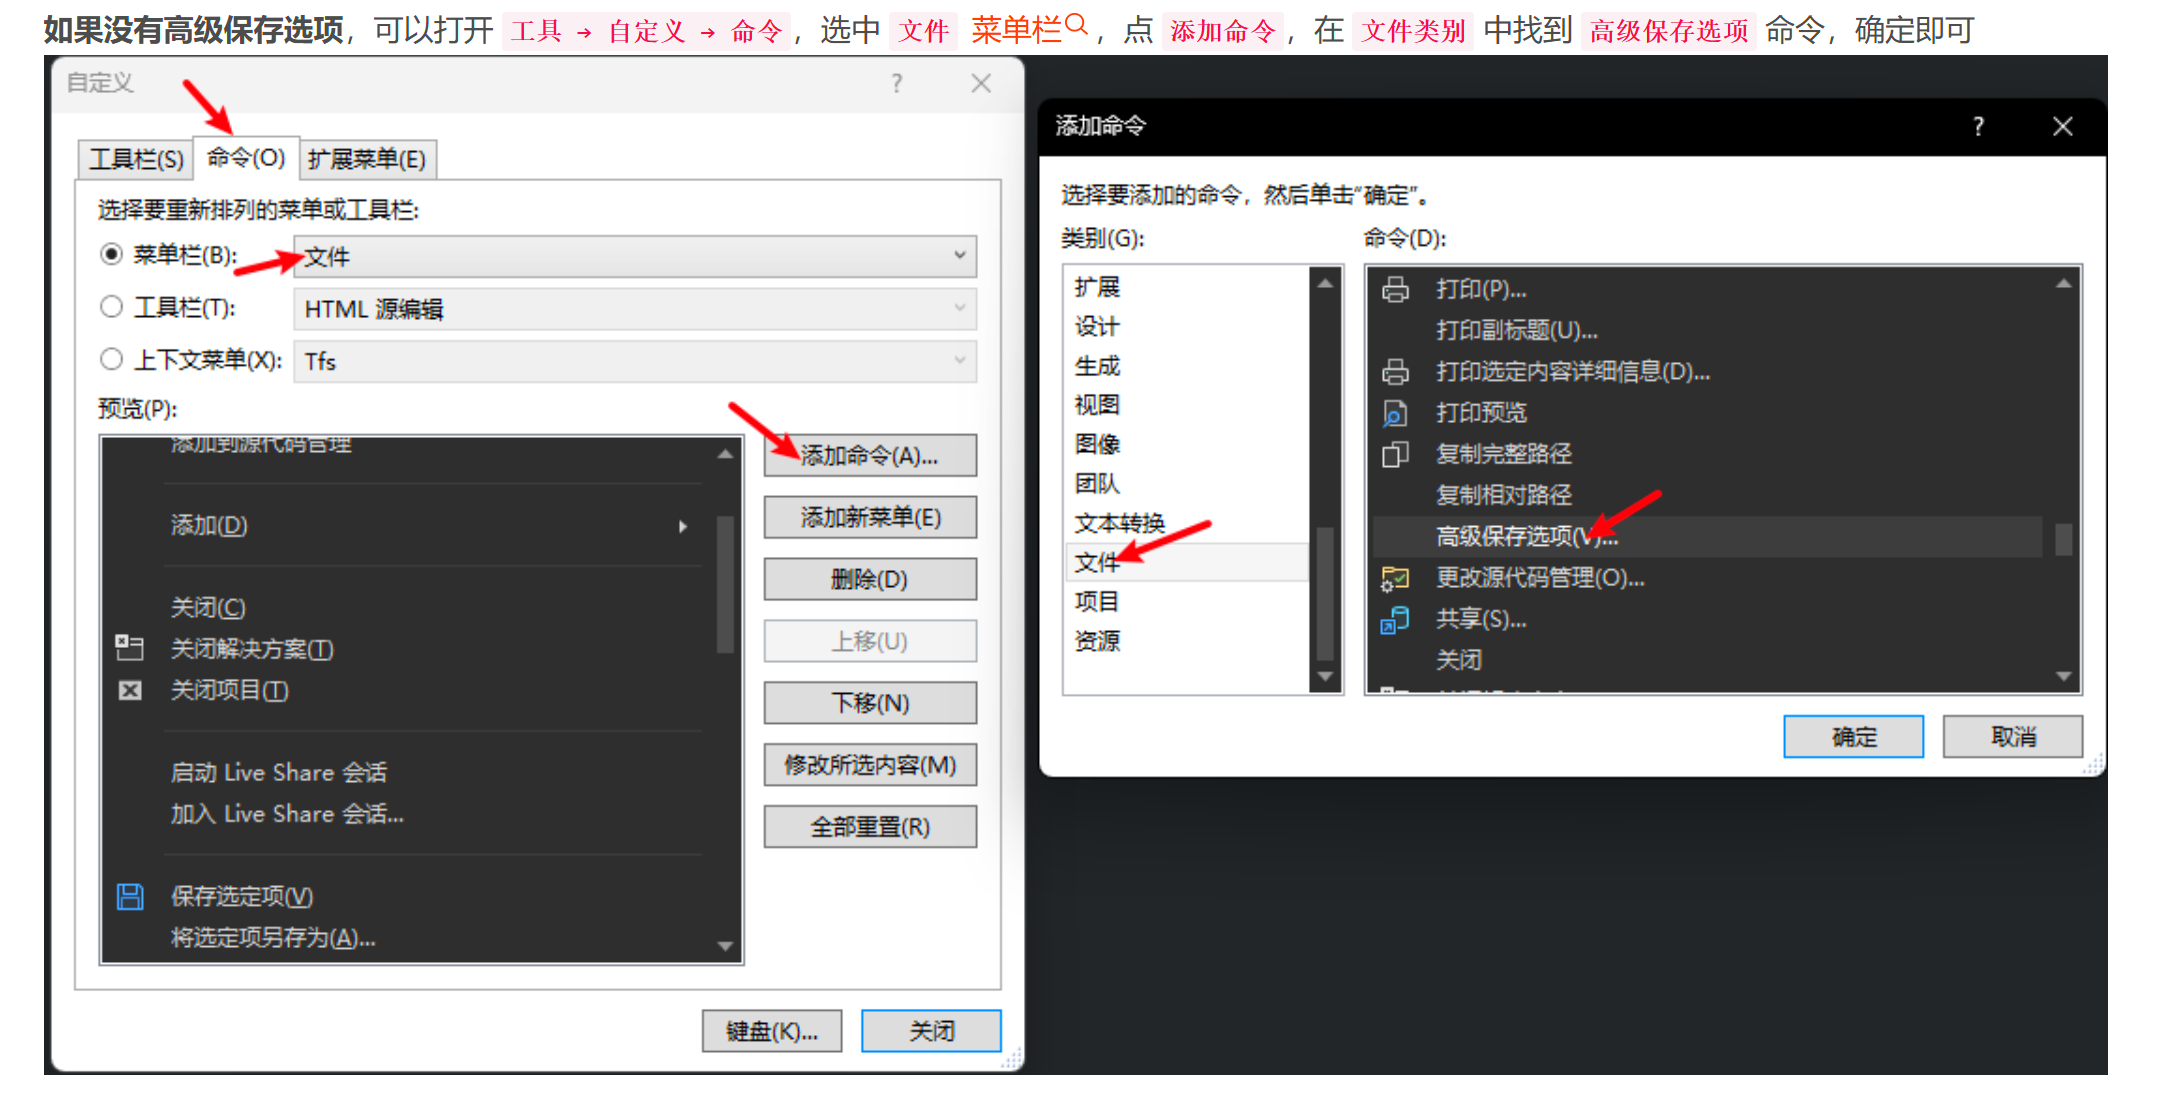 如果没有高级保存选项，可以打开 工具 → 自定义 → 命令，选中 文件 菜单栏，点 添加命令，在 文件类别 中找到 高级保存选项 命令，确定即可
自定义
?
工具栏(S)
命令(O)
扩展菜单(E)
选择要重新排列的菜单或工具栏:
菜单栏(B):
文件
工具栏(T):
HTML 源编辑
上下文菜单(X):
Tfs
预览(P):
添加到源代码管理
添加(D)
关闭(C)
关闭解决方案(T)
关闭项目(T)
启动 Live Share 会话
加入 Live Share 会话...
保存选定项(V)
将选定项另存为(A)...
添加命令(A)...
添加新菜单(E)
删除(D)
上移(U)
下移(N)
修改所选内容(M)
全部重置(R)
键盘(K)...
关闭
添加命令
?
选择要添加的命令，然后单击“确定”。
类别(G):
扩展
设计
生成
视图
图像
团队
文本转换
文件
项目
资源
命令(D):
打印(P)...
打印副标题(U)...
打印选定内容详细信息(D)...
打印预览
复制完整路径
复制相对路径
高级保存选项(V)...
更改源代码管理(O)...
共享(S)...
关闭
确定
取消